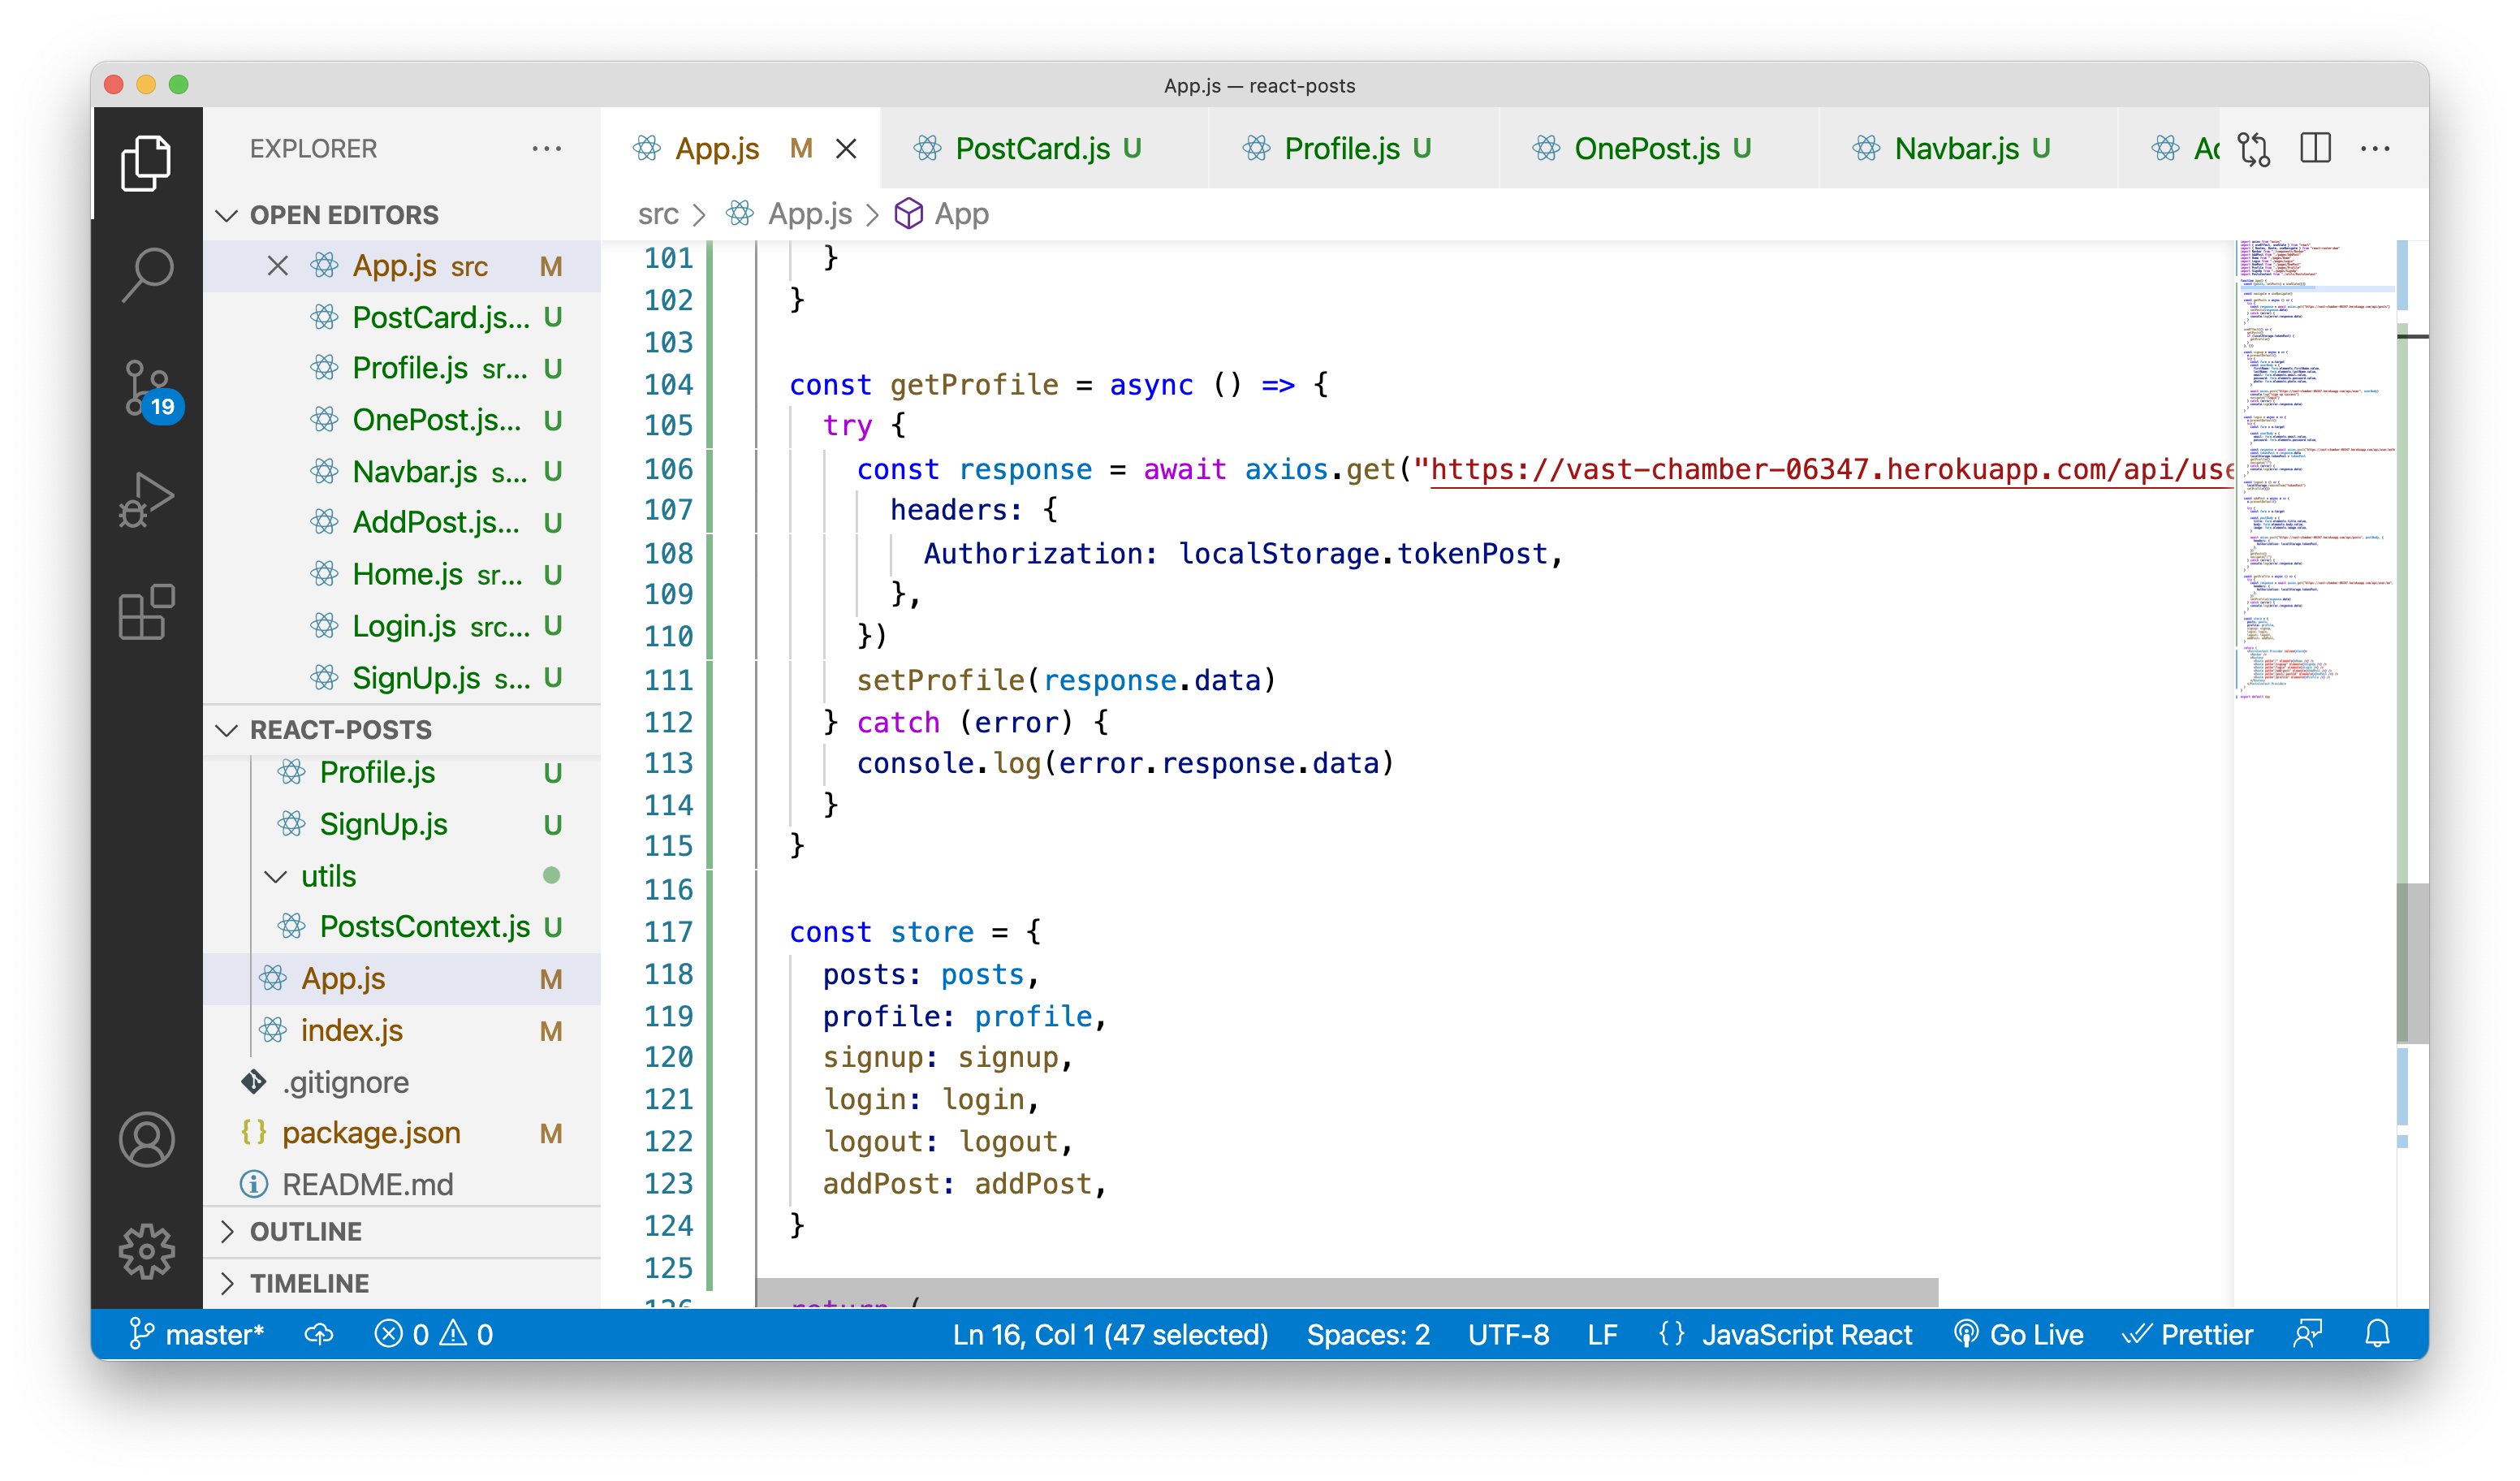 App.js — react-posts
EXPLORER
OPEN EDITORS
App.js src M
PostCard.js... U
Profile.js sr... U
OnePost.js... U
Navbar.js s... U
AddPost.js... U
Home.js sr... U
Login.js src... U
SignUp.js s... U
REACT-POSTS
Profile.js U
SignUp.js U
utils
PostsContext.js U
App.js M
index.js M
.gitignore
package.json M
README.md
OUTLINE
TIMELINE
19
App.js M
PostCard.js U
Profile.js U
OnePost.js U
Navbar.js U
src > App.js > App
101 }
102 }
103
104 const getProfile = async () => {
105 try {
106 const response = await axios.get("https://vast-chamber-06347.herokuapp.com/api/use
107 headers: {
108 Authorization: localStorage.tokenPost,
109 },
110 })
111 setProfile(response.data)
112 } catch (error) {
113 console.log(error.response.data)
114 }
115 }
116
117 const store = {
118 posts: posts,
119 profile: profile,
120 signup: signup,
121 login: login,
122 logout: logout,
123 addPost: addPost,
124 }
125
126 return (
master* 0 0 Ln 16, Col 1 (47 selected) Spaces: 2 UTF-8 LF {} JavaScript React Go Live Prettier